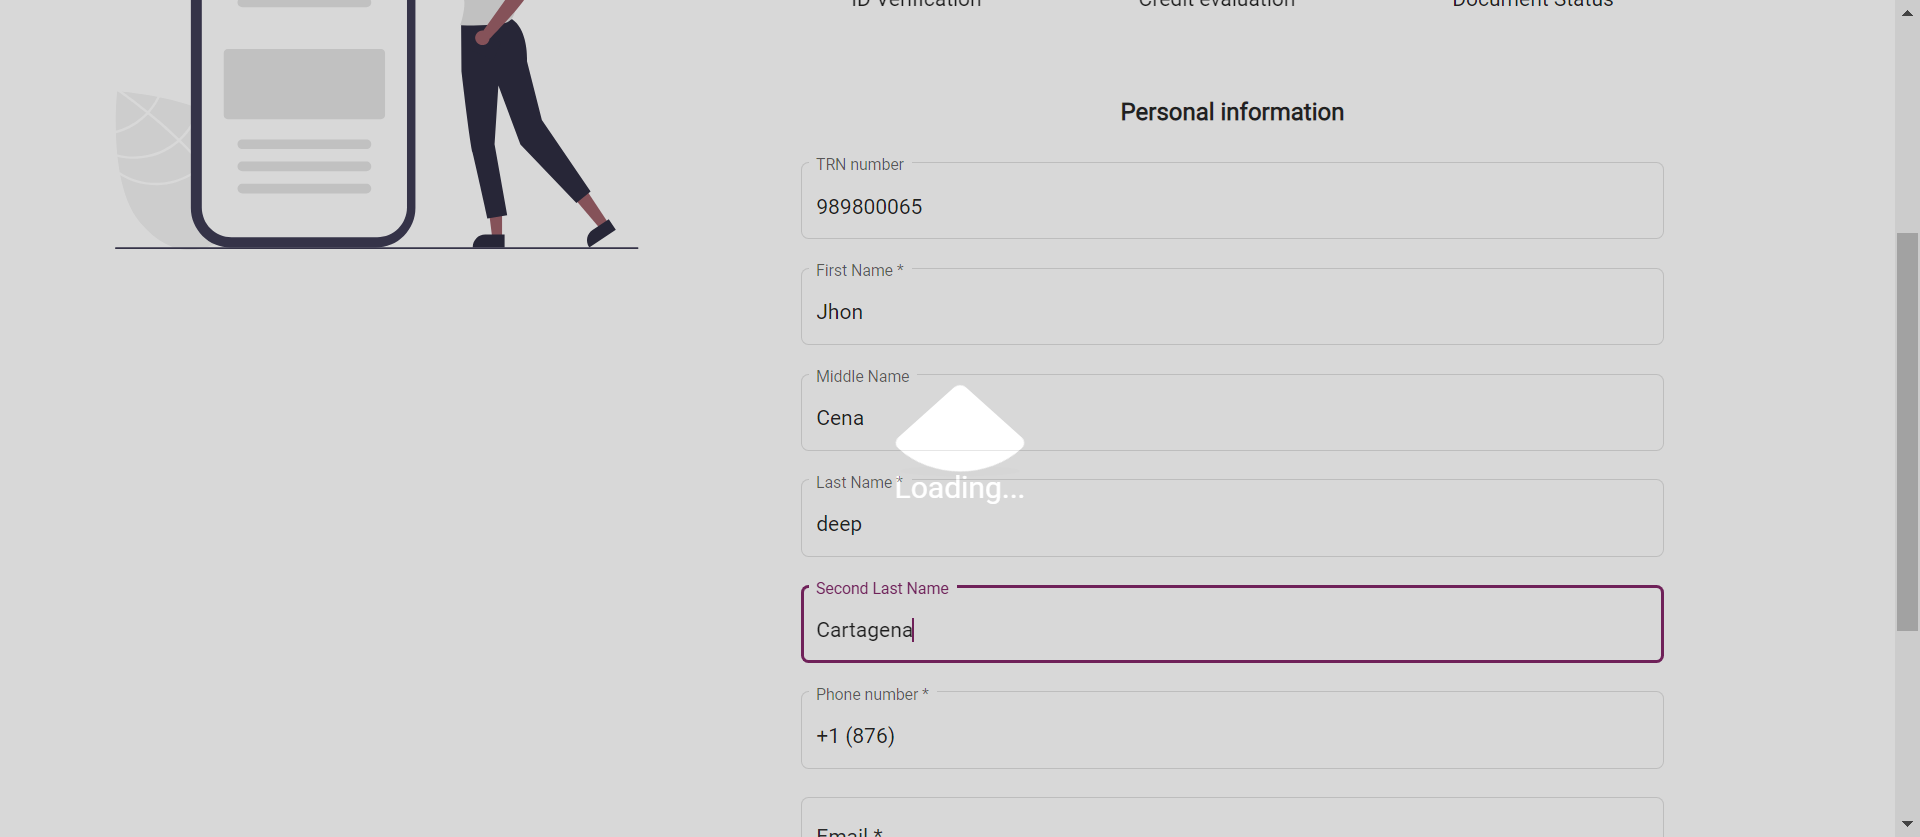 ID Verification
Credit evaluation
Document Status
Personal information
TRN number
989800065
First Name *
Jhon
Middle Name
Cena
Last Name *
Loading...
deep
Second Last Name
Cartagena
Phone number *
+1 (876)
Email *